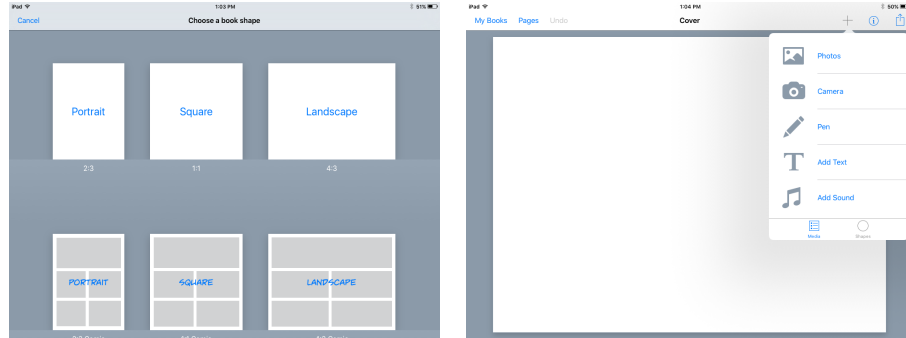 iPad 1:03 PM 51%
Cancel Choose a book shape
Portrait Square Landscape
2:3 1:1 4:3
PORTRAIT SQUARE LANDSCAPE
iPad 1:04 PM 50%
My Books Pages Undo Cover
Photos
Camera
Pen
T Add Text
Add Sound
Media Shapes